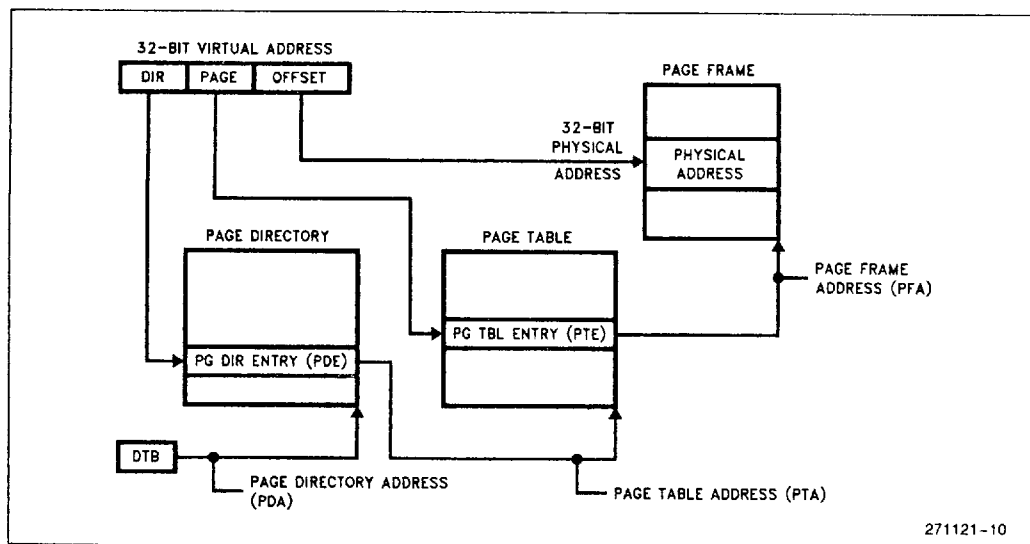 32-BIT VIRTUAL ADDRESS
DIR PAGE OFFSET
PAGE FRAME
32-BIT
PHYSICAL
ADDRESS
PHYSICAL
ADDRESS
PAGE DIRECTORY
PAGE TABLE
PAGE FRAME
ADDRESS (PFA)
PG TBL ENTRY (PTE)
PG DIR ENTRY (PDE)
DTB
PAGE DIRECTORY ADDRESS
(PDA)
PAGE TABLE ADDRESS (PTA)
271121-10